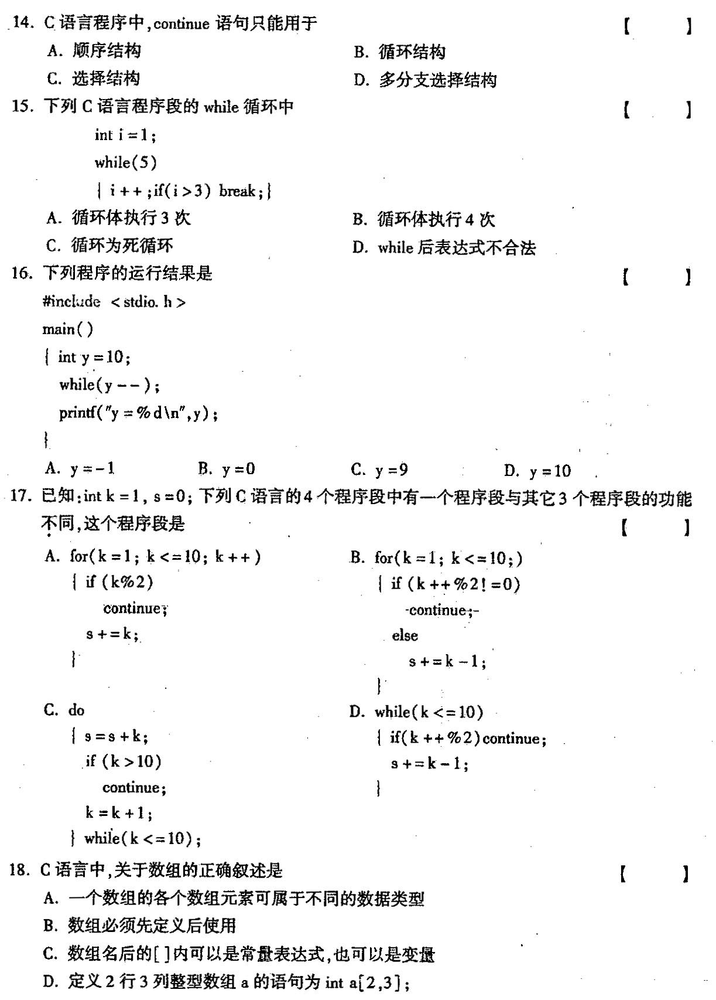 14. C 语言程序中,continue 语句只能用于 【 】
A. 顺序结构 B. 循环结构
C. 选择结构 D. 多分支选择结构
15. 下列 C 语言程序段的 while 循环中 【 】
int i=1;
while(5)
{ i++;if(i>3) break;}
A. 循环体执行 3 次 B. 循环体执行 4 次
C. 循环为死循环 D. while 后表达式不合法
16. 下列程序的运行结果是 【 】
#include <stdio.h>
main()
{ int y=10;
while(y--);
printf("y=%d\n",y);
}
A. y=-1 B. y=0 C. y=9 D. y=10
17. 已知:int k=1, s=0; 下列 C 语言的 4 个程序段中有一个程序段与其它 3 个程序段的功能
不同,这个程序段是 【 】
A. for(k=1; k<=10; k++) B. for(k=1; k<=10;)
{ if (k%2) { if (k++%2!=0)
continue; continue;
s+=k; else
} s+=k-1;
}
C. do D. while(k<=10)
{ s=s+k; { if(k++%2)continue;
if (k>10) s+=k-1;
continue; }
k=k+1;
} while(k<=10);
18. C 语言中,关于数组的正确叙述是 【 】
A. 一个数组的各个数组元素可属于不同的数据类型
B. 数组必须先定义后使用
C. 数组名后的[ ]内可以是常量表达式,也可以是变量
D. 定义 2 行 3 列整型数组 a 的语句为 int a[2,3];